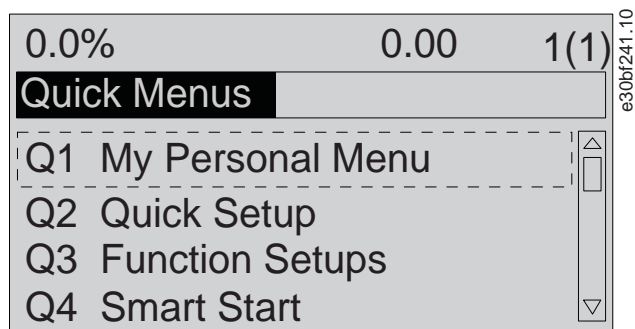 0.0% 0.00 1(1)
Quick Menus
Q1 My Personal Menu
Q2 Quick Setup
Q3 Function Setups
Q4 Smart Start
e30bf241.10